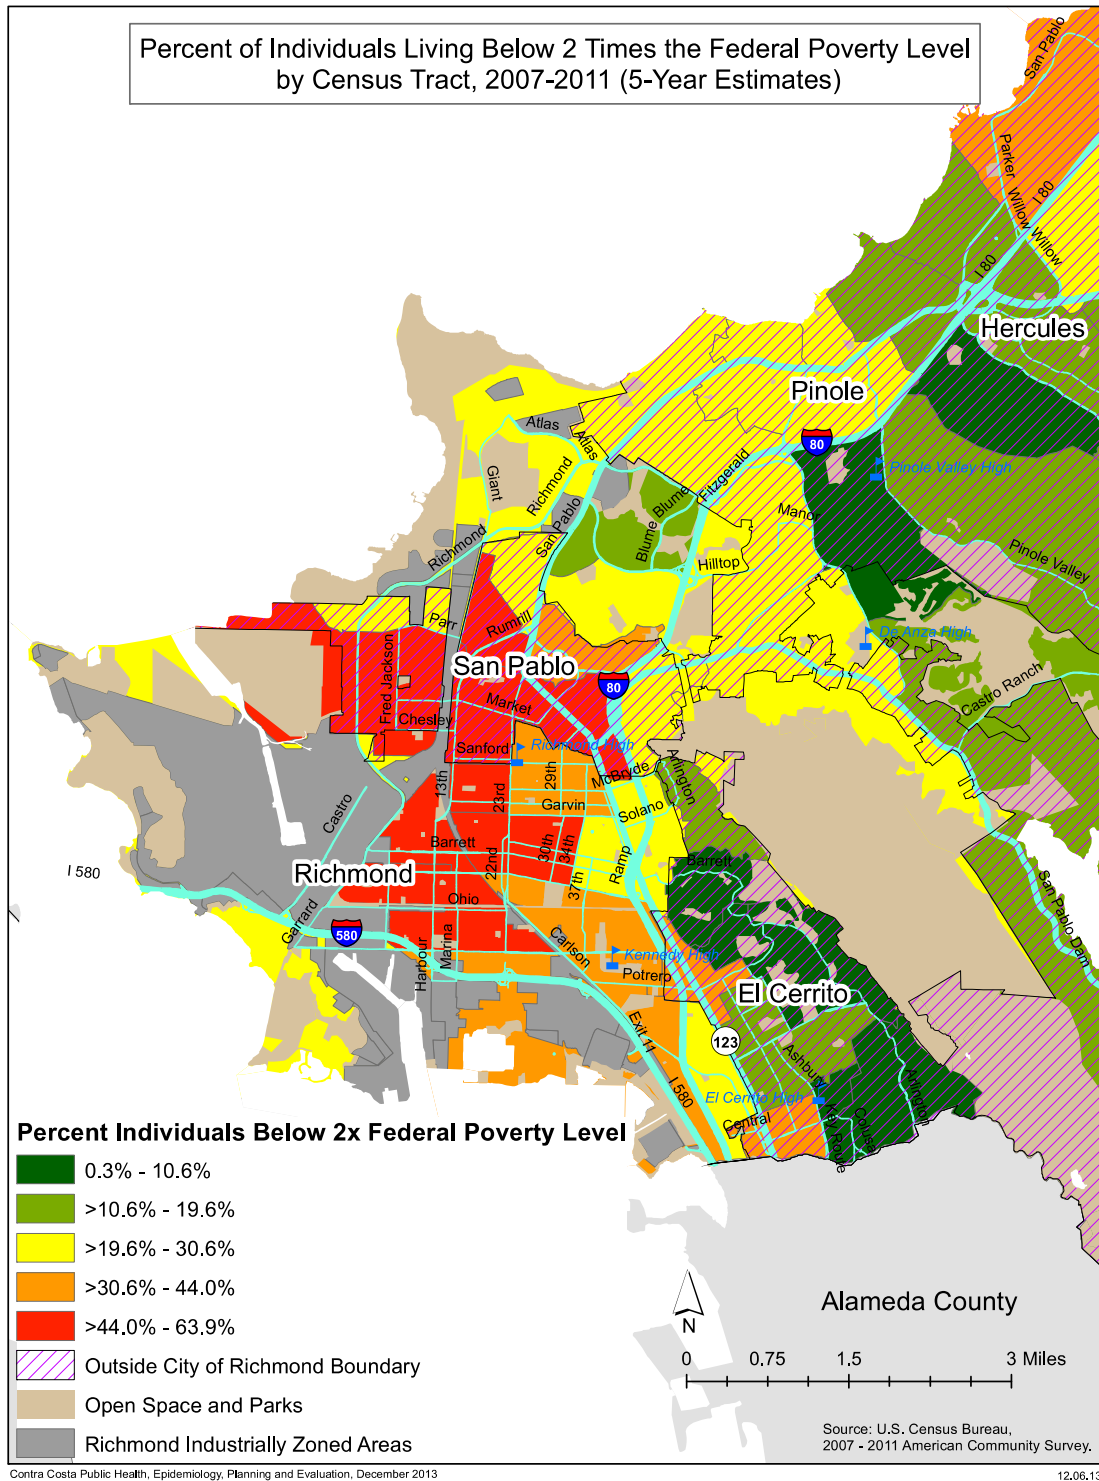 Percent of Individuals Living Below 2 Times the Federal Poverty Level
by Census Tract, 2007-2011 (5-Year Estimates)
San Pablo
Parker
Willow
Willow
I 80
I 80
Hercules
Pinole
80
Atlas
Atlas
Giant
Richmond
San Pablo
Richmond
Blume
Blume
Fitzgerald
Manor
Hilltop
Pinole Valley High
Pinole Valley
De Anza High
Castro Ranch
Parr
Rumrill
San Pablo
80
Fred Jackson
Market
Chesley
Sanford
Richmond High
13th
23rd
29th
McBryde
Arlington
Garvin
Solano
Castro
Barrett
22nd
30th
34th
37th
Ramp
Barrett
Richmond
I 580
Ohio
Garrard
580
Harbour
Marina
Carlson
Kennedy High
Potrero
El Cerrito
San Pablo Dam
Exit 11
123
Ashbury
I 580
El Cerrito High
Central
Key Route
Colusa
Arlington
Percent Individuals Below 2x Federal Poverty Level
0.3% - 10.6%
>10.6% - 19.6%
>19.6% - 30.6%
>30.6% - 44.0%
>44.0% - 63.9%
Outside City of Richmond Boundary
Open Space and Parks
Richmond Industrially Zoned Areas
Alameda County
N
0 0.75 1.5 3 Miles
Source: U.S. Census Bureau,
2007 - 2011 American Community Survey.
Contra Costa Public Health, Epidemiology, Planning and Evaluation, December 2013
12.06.13